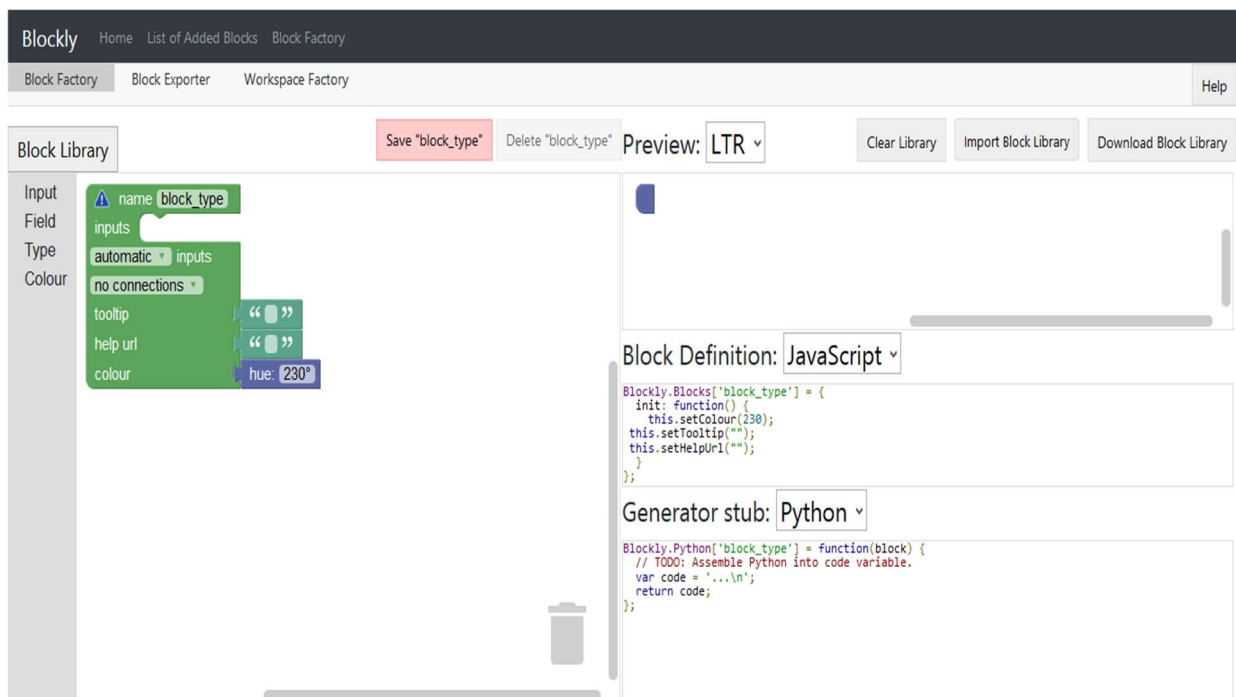 Blockly Home List of Added Blocks Block Factory
Block Factory Block Exporter Workspace Factory
Help
Block Library
Save "block_type" Delete "block_type"
Preview: LTR
Clear Library Import Block Library Download Block Library
Input
Field
Type
Colour
name block_type
inputs
automatic inputs
no connections
tooltip “ ”
help url “ ”
colour hue: 230°
Block Definition: JavaScript
Blockly.Blocks['block_type'] = {
init: function() {
this.setColour(230);
this.setTooltip("");
this.setHelpUrl("");
}
};
Generator stub: Python
Blockly.Python['block_type'] = function(block) {
// TODO: Assemble Python into code variable.
var code = '...\n';
return code;
};